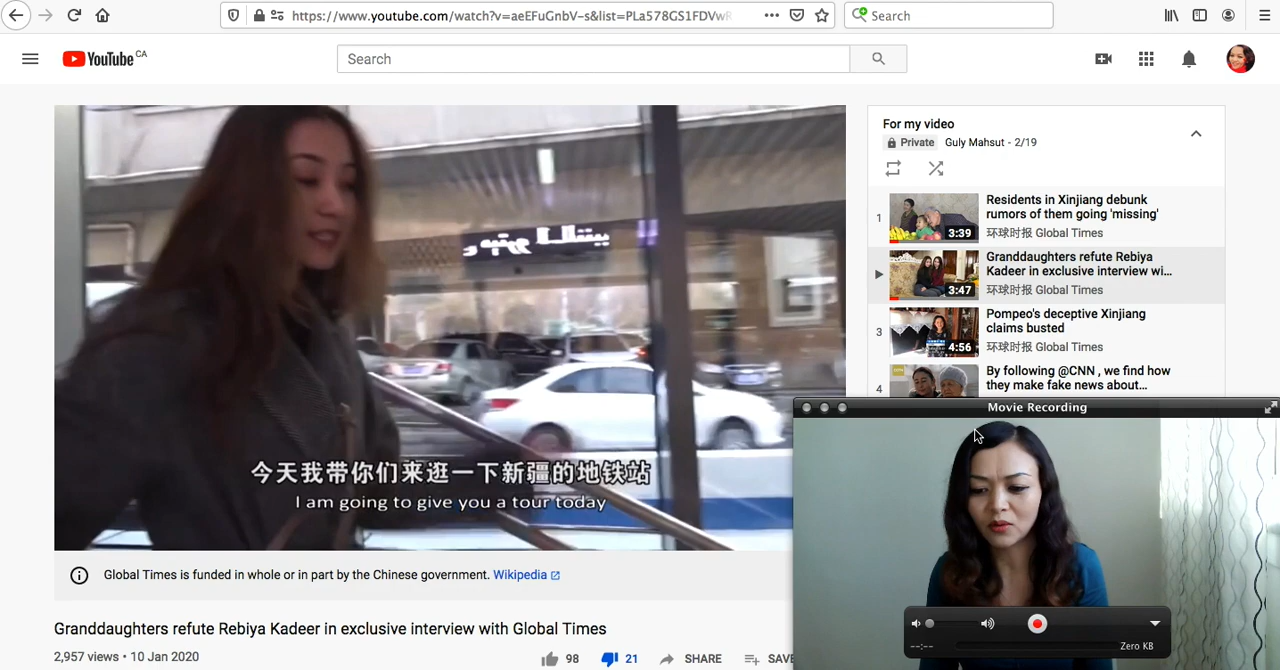 https://www.youtube.com/watch?v=aeEFuGnbV-s&list=PLa578GS1FDVwR
Search
YouTube CA
Search
今天我带你们来逛一下新疆的地铁站
I am going to give you a tour today
Global Times is funded in whole or in part by the Chinese government. Wikipedia
Granddaughters refute Rebiya Kadeer in exclusive interview with Global Times
2,957 views • 10 Jan 2020
98
21
SHARE
SAVE
For my video
Private
Guly Mahsut - 2/19
1
3:39
Residents in Xinjiang debunk
rumors of them going 'missing'
环球时报 Global Times
3:47
Granddaughters refute Rebiya
Kadeer in exclusive interview wi...
环球时报 Global Times
3
4:56
Pompeo's deceptive Xinjiang
claims busted
环球时报 Global Times
4
By following @CNN , we find how
they make fake news about...
Movie Recording
--:--
Zero KB